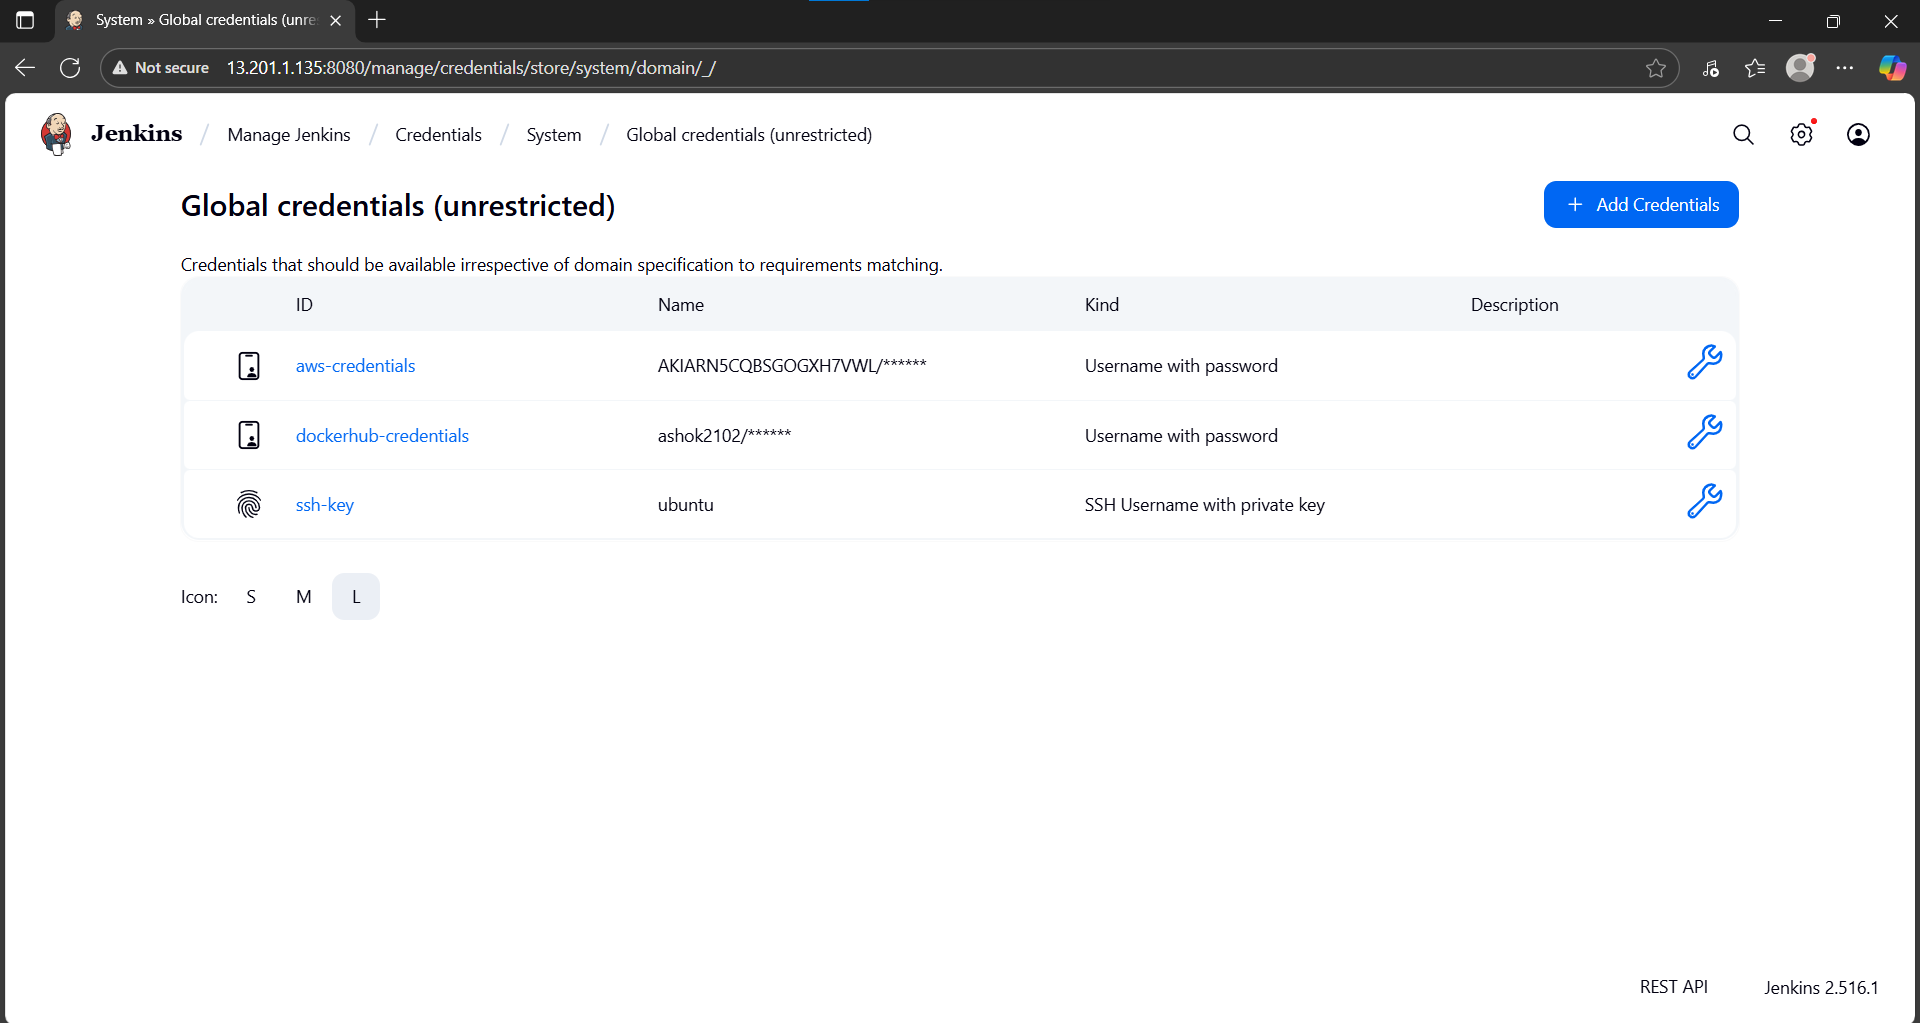 System » Global credentials (unre
Not secure 13.201.1.135:8080/manage/credentials/store/system/domain/_/
Jenkins / Manage Jenkins / Credentials / System / Global credentials (unrestricted)
Global credentials (unrestricted)
+ Add Credentials
Credentials that should be available irrespective of domain specification to requirements matching.
ID Name Kind Description
aws-credentials AKIARN5CQBSGOGXH7VWL/****** Username with password
dockerhub-credentials ashok2102/****** Username with password
ssh-key ubuntu SSH Username with private key
Icon: S M L
REST API Jenkins 2.516.1